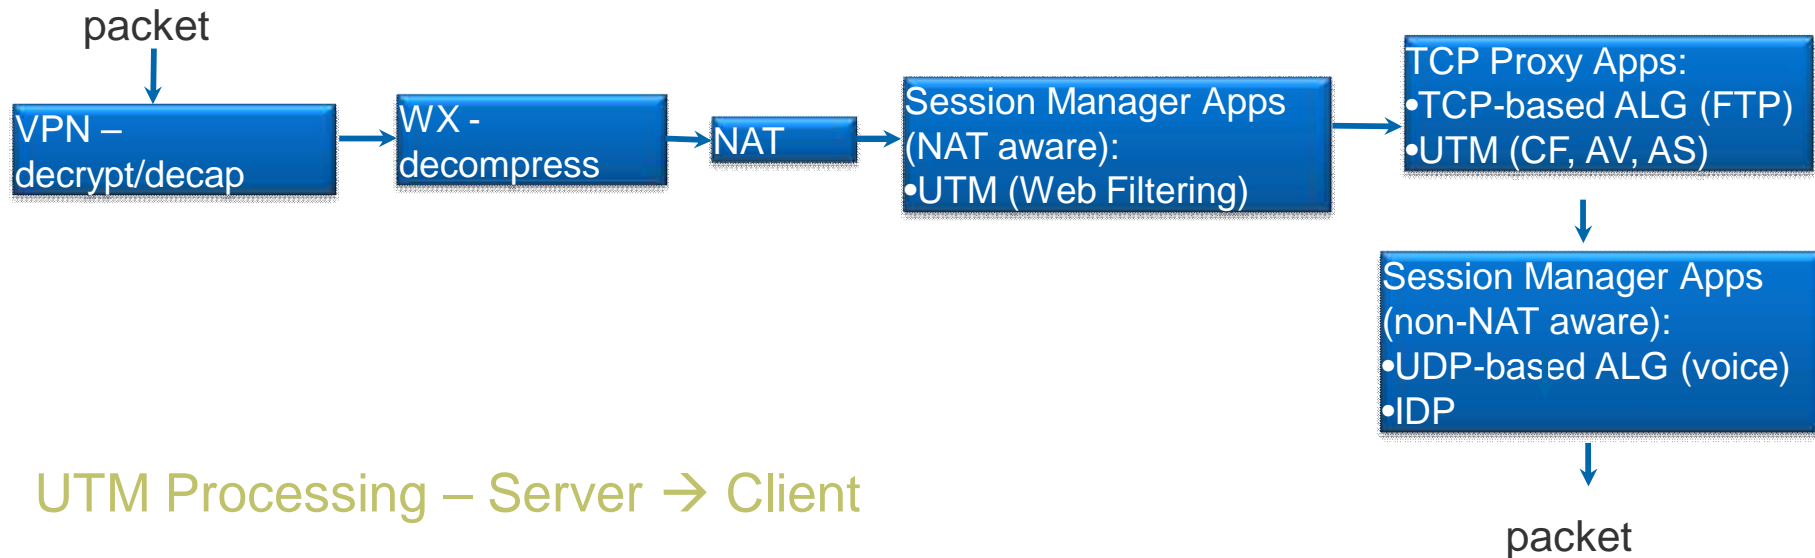 packet
VPN –
decrypt/decap
WX -
decompress
NAT
Session Manager Apps
(NAT aware):
•UTM (Web Filtering)
TCP Proxy Apps:
•TCP-based ALG (FTP)
•UTM (CF, AV, AS)
Session Manager Apps
(non-NAT aware):
•UDP-based ALG (voice)
•IDP
packet
UTM Processing – Server → Client